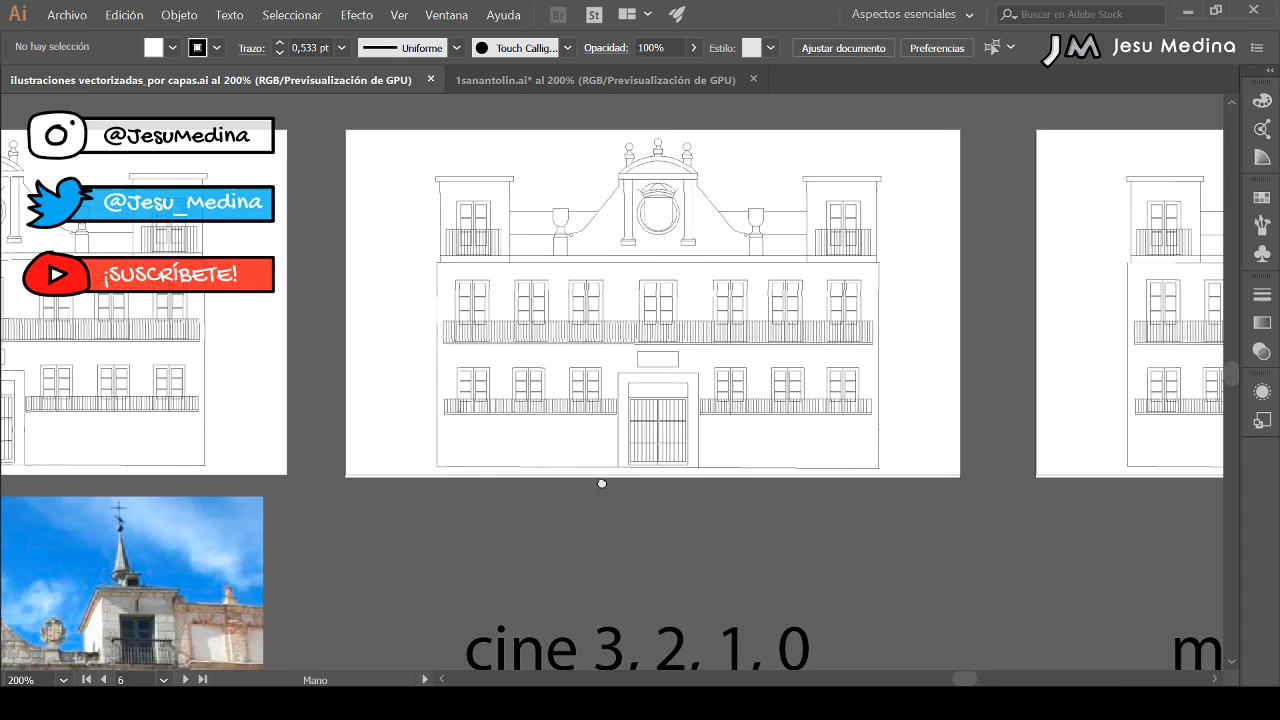 Ai Archivo Edición Objeto Texto Seleccionar Efecto Ver Ventana Ayuda Br St Aspectos esenciales Buscar en Adobe Stock
No hay selección Trazo: 0,533 pt Uniforme Touch Callig... Opacidad: 100% Estilo: Ajustar documento Preferencias JM Jesu Medina
ilustraciones vectorizadas_por capas.ai al 200% (RGB/Previsualización de GPU) × 1sanantolin.ai* al 200% (RGB/Previsualización de GPU) ×
@JesuMedina
@Jesu_Medina
¡SUSCRÍBETE!
cine 3, 2, 1, 0
m
200% 6 Mano